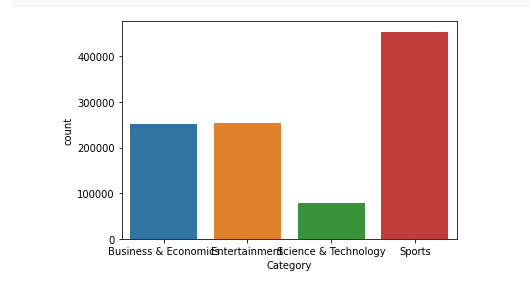 400000
300000
count
200000
100000
0
Business & Economics Entertainment Science & Technology Sports
Category